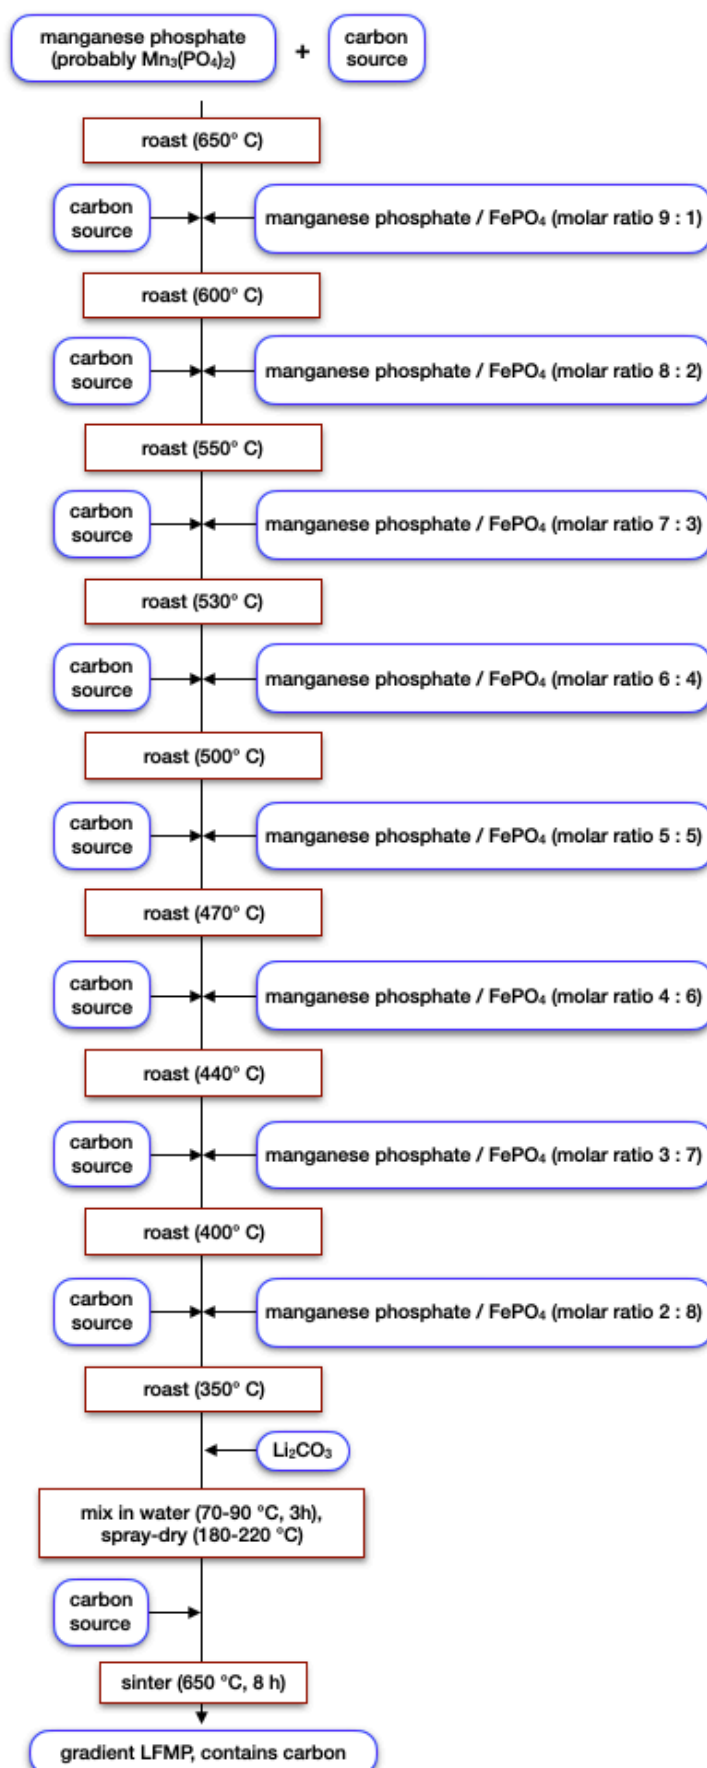 manganese phosphate
(probably Mn₃(PO₄)₂)
+
carbon
source
roast (650° C)
carbon
source
manganese phosphate / FePO₄ (molar ratio 9 : 1)
roast (600° C)
carbon
source
manganese phosphate / FePO₄ (molar ratio 8 : 2)
roast (550° C)
carbon
source
manganese phosphate / FePO₄ (molar ratio 7 : 3)
roast (530° C)
carbon
source
manganese phosphate / FePO₄ (molar ratio 6 : 4)
roast (500° C)
carbon
source
manganese phosphate / FePO₄ (molar ratio 5 : 5)
roast (470° C)
carbon
source
manganese phosphate / FePO₄ (molar ratio 4 : 6)
roast (440° C)
carbon
source
manganese phosphate / FePO₄ (molar ratio 3 : 7)
roast (400° C)
carbon
source
manganese phosphate / FePO₄ (molar ratio 2 : 8)
roast (350° C)
Li₂CO₃
mix in water (70-90 °C, 3h),
spray-dry (180-220 °C)
carbon
source
sinter (650 °C, 8 h)
gradient LFMP, contains carbon